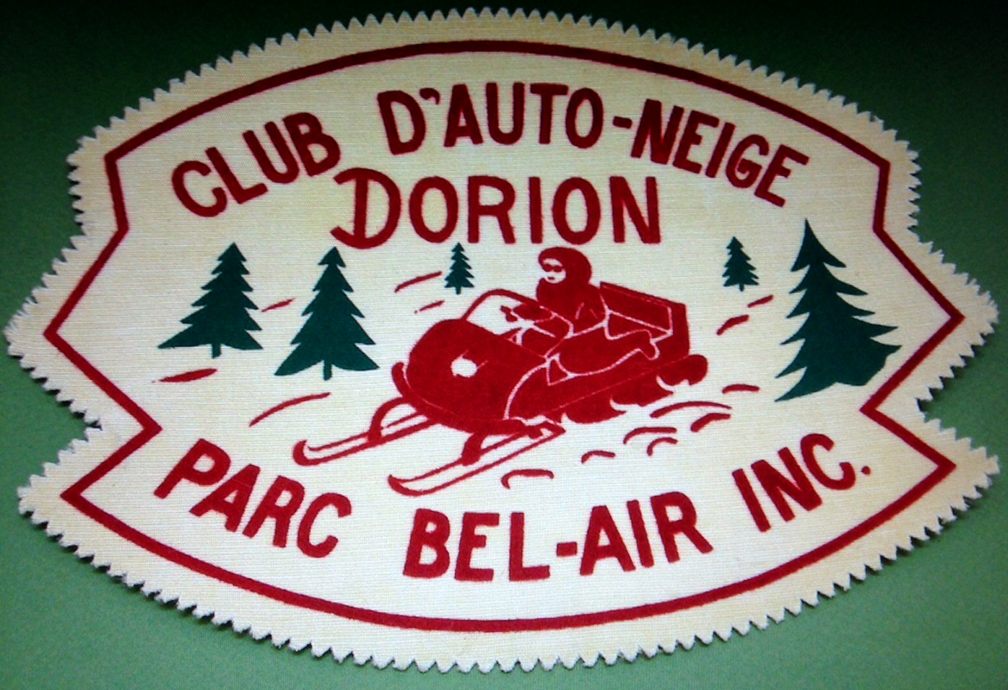 CLUB D'AUTO-NEIGE
DORION
PARC BEL-AIR INC.